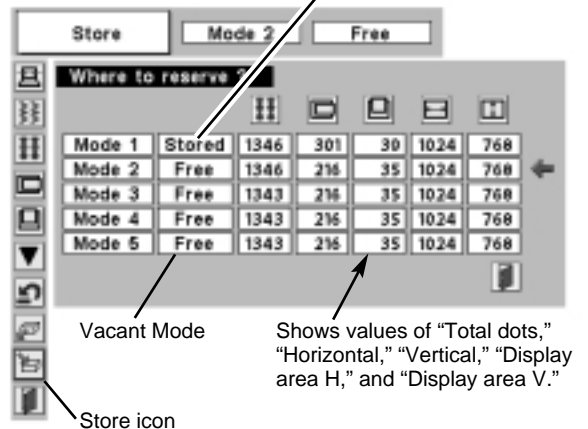 Store Mode 2 Free
Where to reserve ?
Mode 1 Stored 1346 301 30 1024 768
Mode 2 Free 1346 216 35 1024 768
Mode 3 Free 1343 216 35 1024 768
Mode 4 Free 1343 216 35 1024 768
Mode 5 Free 1343 216 35 1024 768
Vacant Mode
Shows values of “Total dots,”
“Horizontal,” “Vertical,” “Display
area H,” and “Display area V.”
Store icon